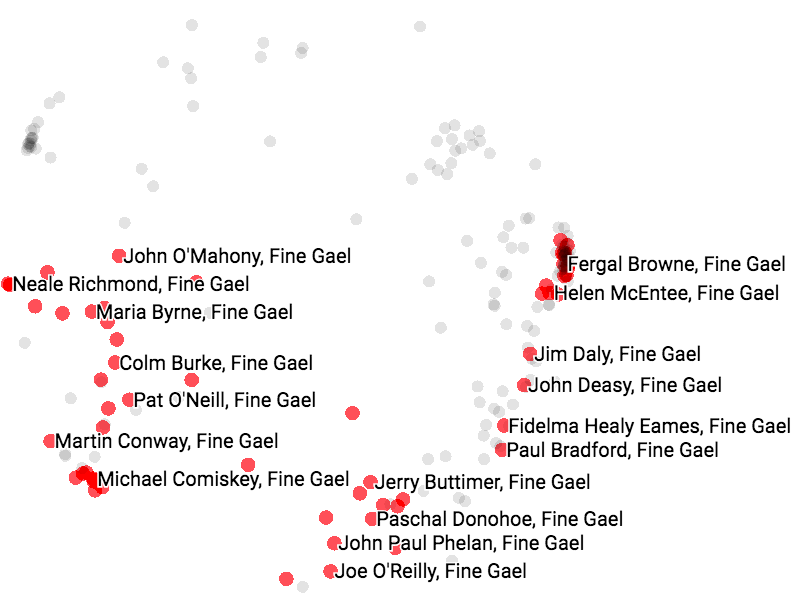 John O'Mahony, Fine Gael
Fergal Browne, Fine Gael
Neale Richmond, Fine Gael
Helen McEntee, Fine Gael
Maria Byrne, Fine Gael
Jim Daly, Fine Gael
Colm Burke, Fine Gael
John Deasy, Fine Gael
Pat O'Neill, Fine Gael
Fidelma Healy Eames, Fine Gael
Martin Conway, Fine Gael
Paul Bradford, Fine Gael
Michael Comiskey, Fine Gael
Jerry Buttimer, Fine Gael
Paschal Donohoe, Fine Gael
John Paul Phelan, Fine Gael
Joe O'Reilly, Fine Gael